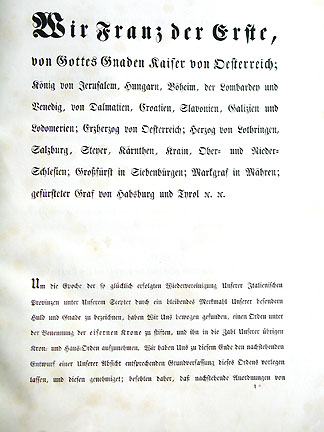 Wir Franz der Erste,
von Gottes Gnaden Kaiser von Oesterreich;
König von Jerusalem, Hungarn, Böheim, der Lombardey und
Venedig, von Dalmatien, Croatien, Slavonien, Galizien und
Lodomerien; Erzherzog von Oesterreich; Herzog von Lothringen,
Salzburg, Steyer, Kärnthen, Krain, Ober- und Nieder-
Schlesien; Großfürst in Siebenbürgen; Markgraf in Mähren;
gefürsteter Graf von Habsburg und Tyrol ꝛc. ꝛc.
Um die Epoche der so glücklich erfolgten Wiedervereinigung Unserer Italienischen
Provinzen unter Unserem Scepter durch ein bleibendes Merkmahl Unserer besondern
Huld und Gnade zu bezeichnen, haben Wir Uns bewogen gefunden, einen Orden unter
der Benennung der eisernen Krone zu stiften, und ihn in die Zahl Unserer übrigen
Kron- und Haus-Orden aufzunehmen. Wir haben Uns zu diesem Ende den nachstehenden
Entwurf einer Unserer Absicht entsprechenden Grundverfassung dieses Ordens vorlegen
lassen, und diesen genehmiget; befehlen daher, daß nachstehende Anordnungen von